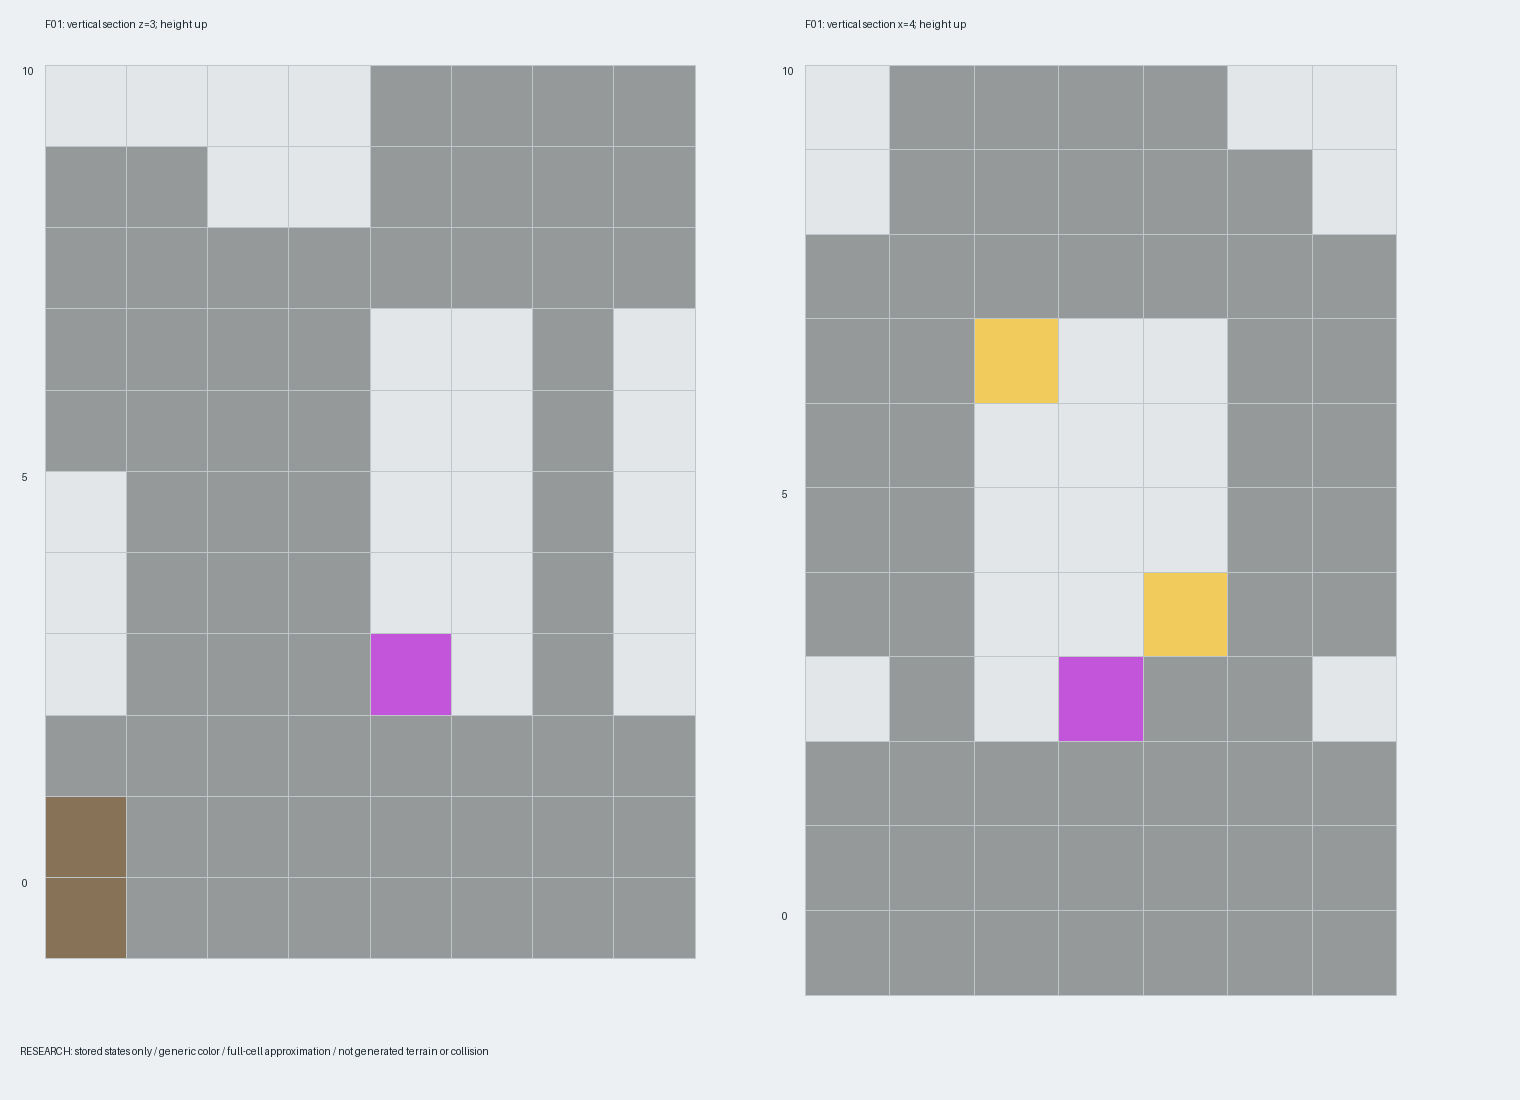 F01: vertical section z=3; height up
F01: vertical section x=4; height up
10
10
5
5
0
0
RESEARCH: stored states only / generic color / full-cell approximation / not generated terrain or collision